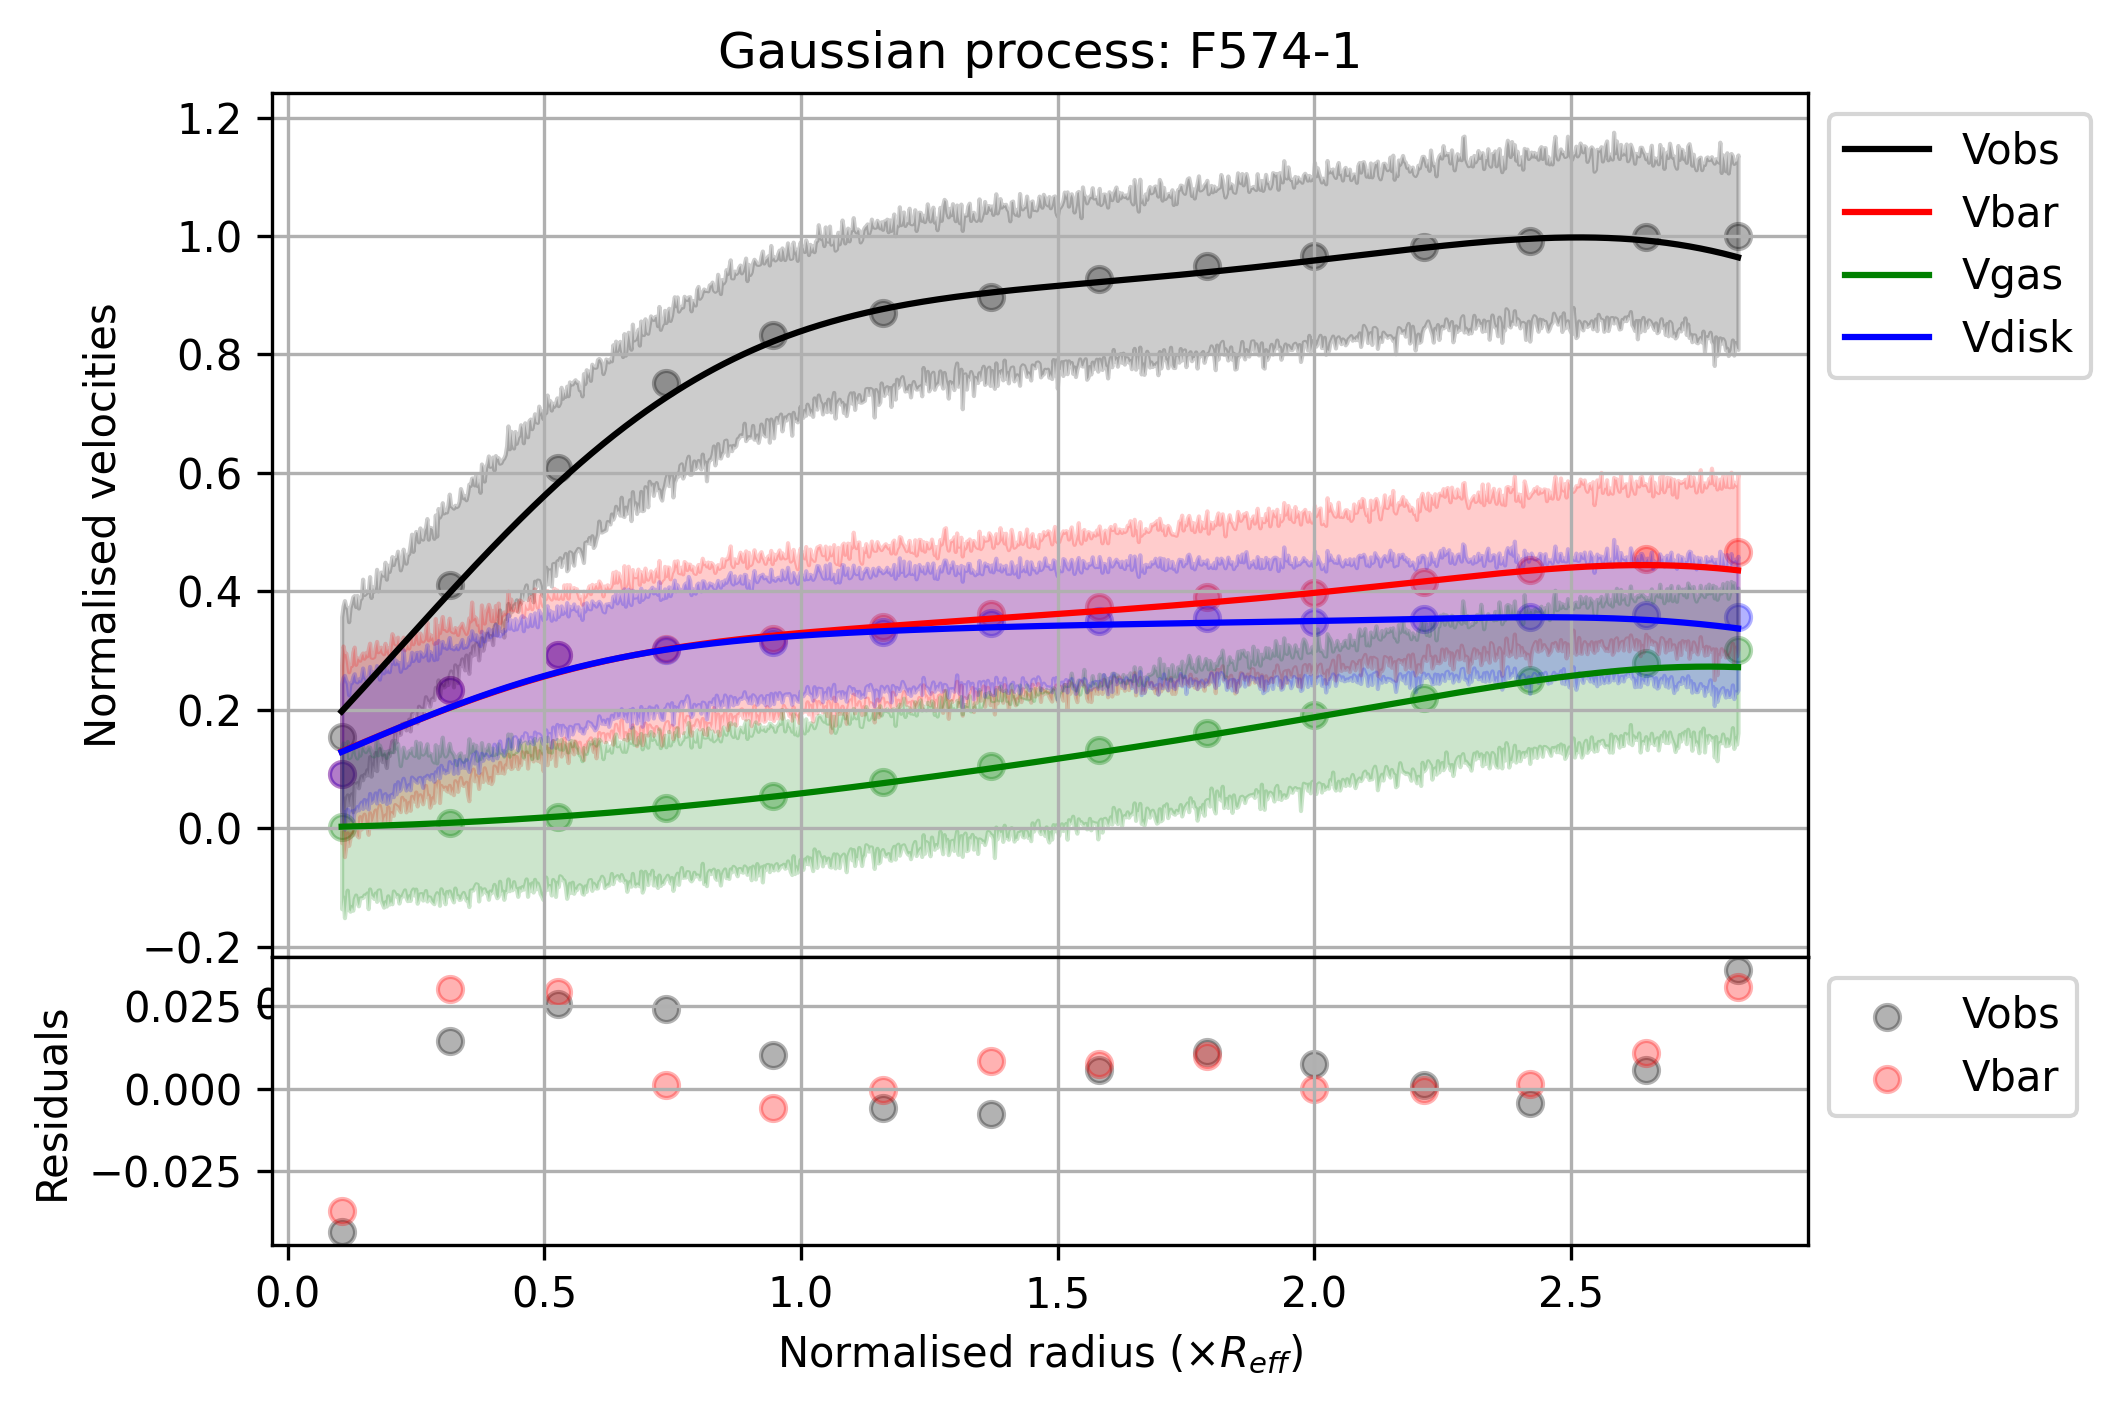 Gaussian process: F574-1
Normalised velocities
1.2
1.0
0.8
0.6
0.4
0.2
0.0
−0.2
Vobs
Vbar
Vgas
Vdisk
Residuals
0.025
0.000
−0.025
Vobs
Vbar
0.0 0.5 1.0 1.5 2.0 2.5
Normalised radius (×R_eff)